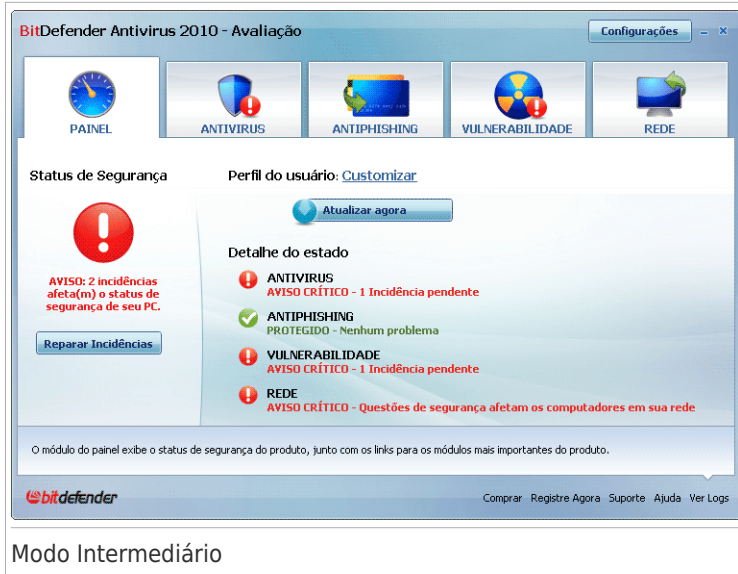 BitDefender Antivirus 2010 - Avaliação
Configurações
PAINEL
ANTIVIRUS
ANTIPHISHING
VULNERABILIDADE
REDE
Status de Segurança
AVISO: 2 incidências
afeta(m) o status de
segurança de seu PC.
Reparar Incidências
Perfil do usuário: Customizar
Atualizar agora
Detalhe do estado
ANTIVIRUS
AVISO CRÍTICO - 1 Incidência pendente
ANTIPHISHING
PROTEGIDO - Nenhum problema
VULNERABILIDADE
AVISO CRÍTICO - 1 Incidência pendente
REDE
AVISO CRÍTICO - Questões de segurança afetam os computadores em sua rede
O módulo do painel exibe o status de segurança do produto, junto com os links para os módulos mais importantes do produto.
bitdefender
Comprar Registre Agora Suporte Ajuda Ver Logs
Modo Intermediário